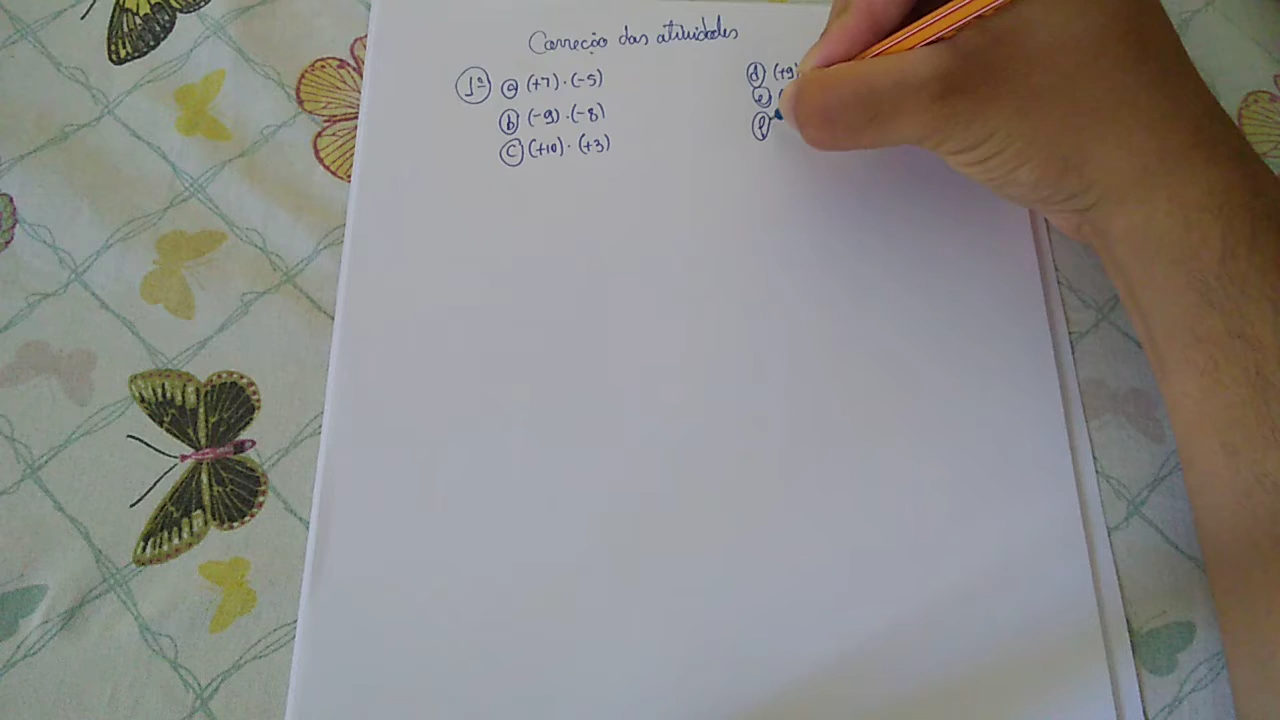 Correção das atividades
1º a (+7) · (-5)
b (-9) · (-8)
c (+10) · (+3)
d (+9)
e (
f